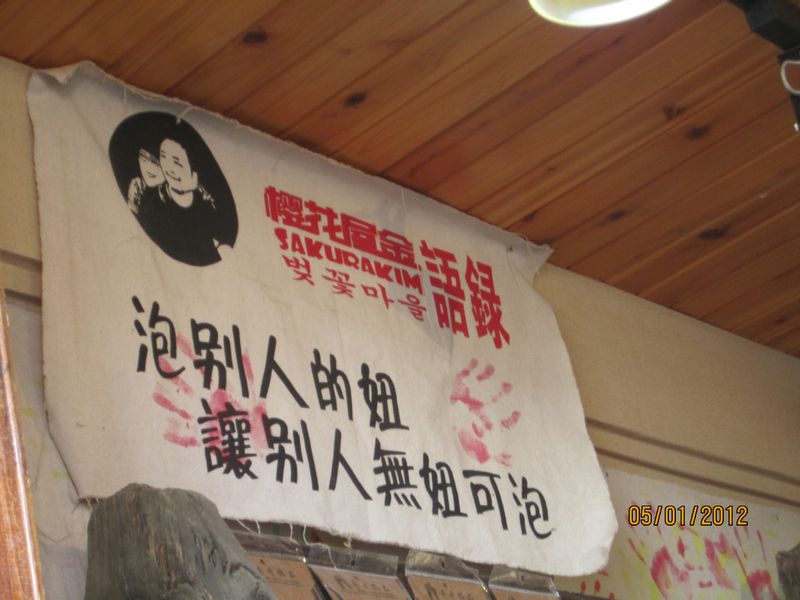 樱花屋金
SAKURAKIM
벚꽃마을
語録
泡别人的妞
讓别人無妞可泡
05/01/2012